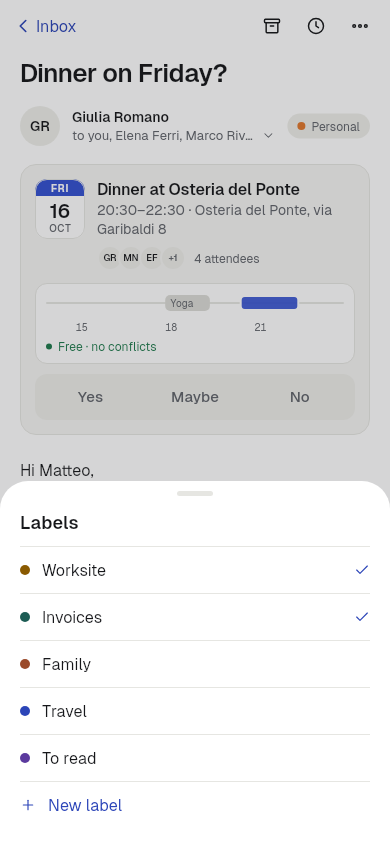 Inbox
Dinner on Friday?
GR
Giulia Romano
to you, Elena Ferri, Marco Riv…
Personal
FRI
16
OCT
Dinner at Osteria del Ponte
20:30–22:30 · Osteria del Ponte, via
Garibaldi 8
GR MN EF +1 4 attendees
Yoga
15 18 21
Free · no conflicts
Yes Maybe No
Hi Matteo,
Labels
Worksite
Invoices
Family
Travel
To read
New label